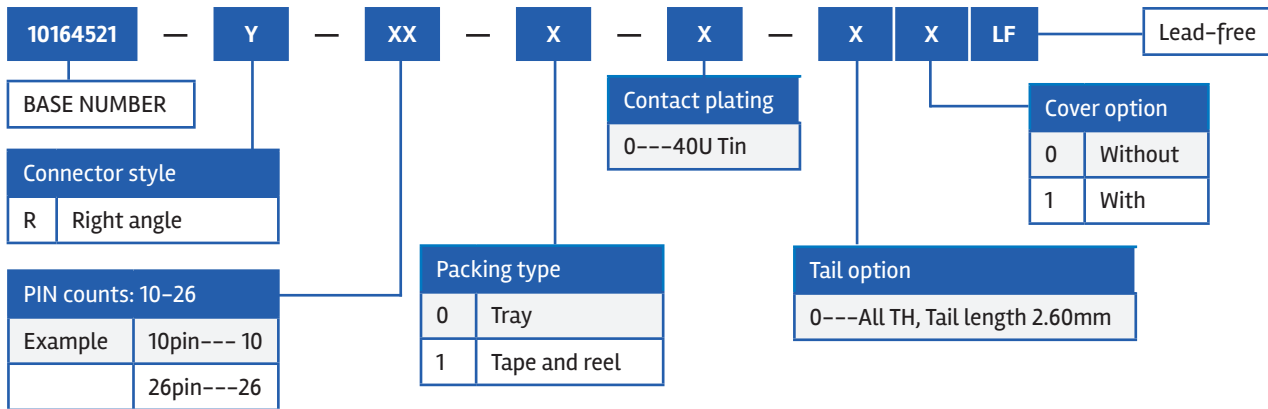 10164521 — Y — XX — X — X — X X LF
Lead-free
BASE NUMBER
Connector style
R Right angle
PIN counts: 10-26
Example 10pin--- 10
26pin---26
Packing type
0 Tray
1 Tape and reel
Contact plating
0---40U Tin
Tail option
0---All TH, Tail length 2.60mm
Cover option
0 Without
1 With